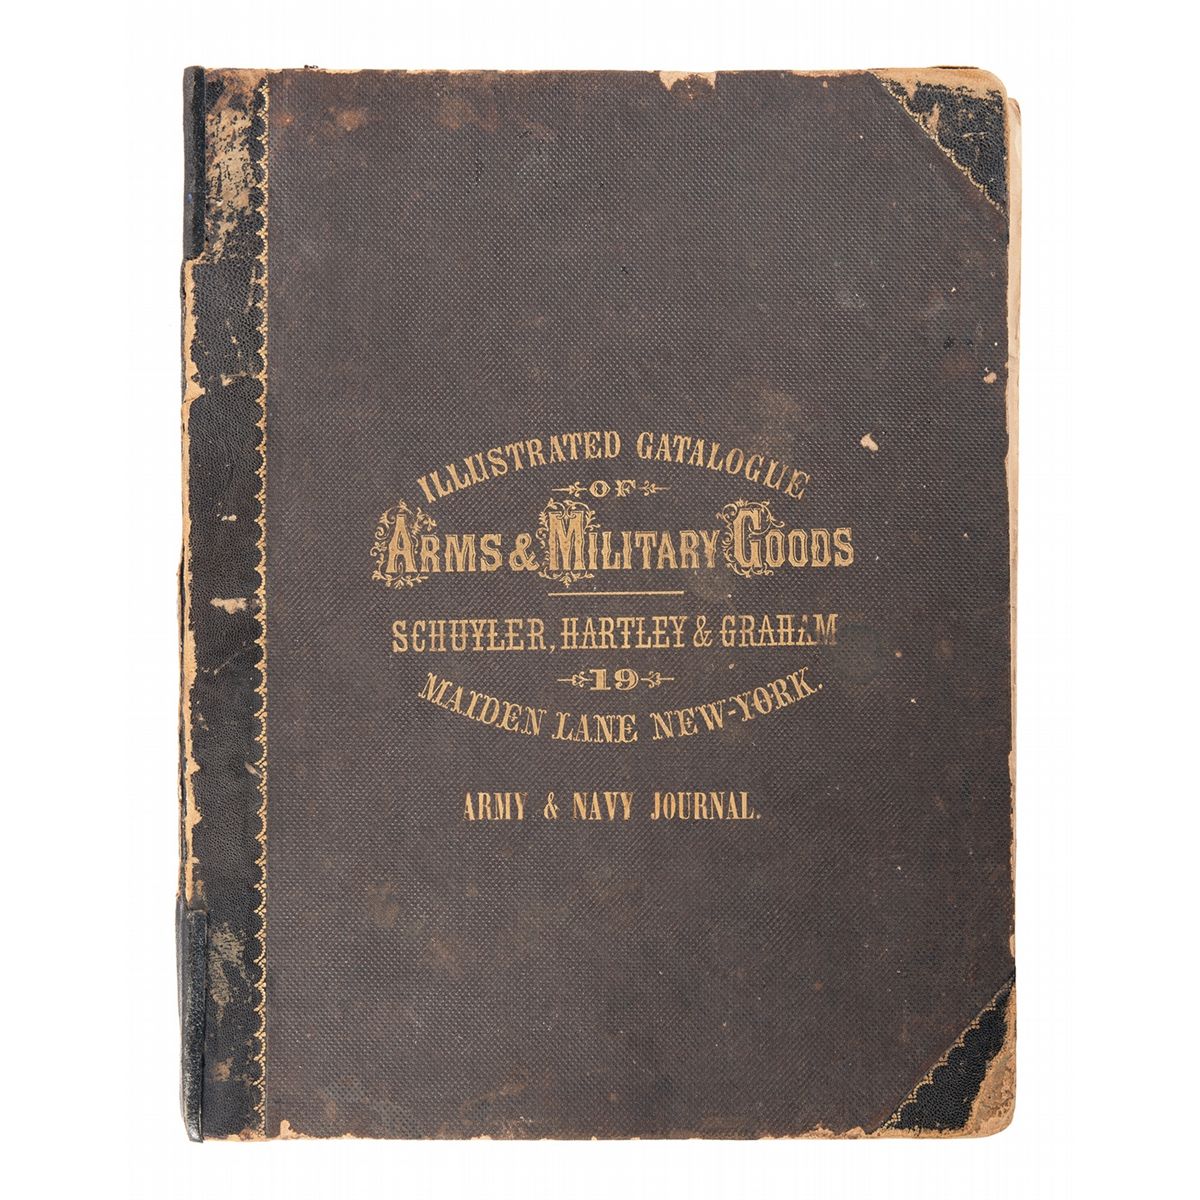 ILLUSTRATED CATALOGUE
OF
ARMS & MILITARY GOODS
SCHUYLER, HARTLEY & GRAHAM
19
MAIDEN LANE NEW-YORK.
ARMY & NAVY JOURNAL.